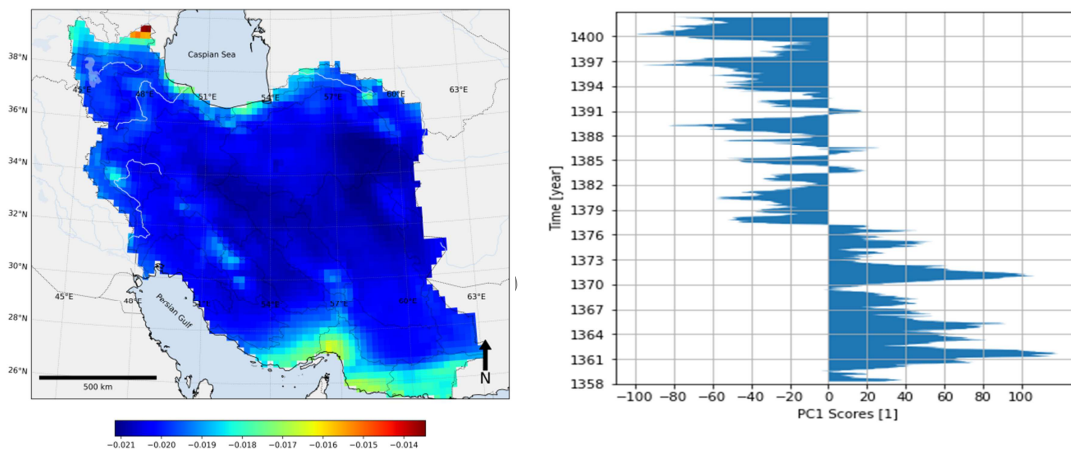 38°N
36°N
34°N
32°N
30°N
28°N
26°N
Caspian Sea
45°E
48°E
51°E
54°E
57°E
60°E
63°E
Persian Gulf
45°E
48°E
51°E
54°E
57°E
60°E
63°E
500 km
N
−0.021 −0.020 −0.019 −0.018 −0.017 −0.016 −0.015 −0.014
)
Time [year]
1400
1397
1394
1391
1388
1385
1382
1379
1376
1373
1370
1367
1364
1361
1358
−100 −80 −60 −40 −20 0 20 40 60 80 100
PC1 Scores [1]